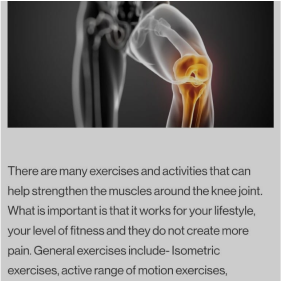 There are many exercises and activities that can
help strengthen the muscles around the knee joint.
What is important is that it works for your lifestyle,
your level of fitness and they do not create more
pain. General exercises include- Isometric
exercises, active range of motion exercises,